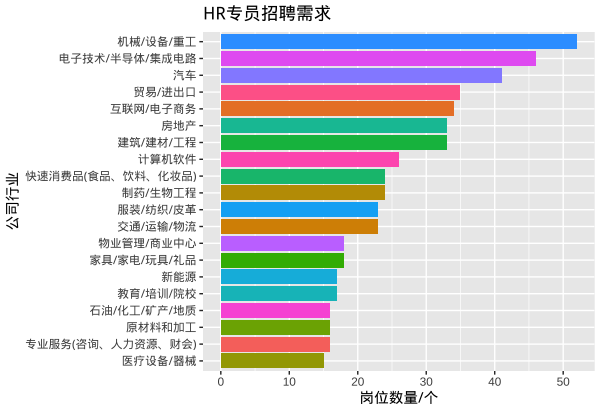 HR专员招聘需求
公司行业
机械/设备/重工
电子技术/半导体/集成电路
汽车
贸易/进出口
互联网/电子商务
房地产
建筑/建材/工程
计算机软件
快速消费品(食品、饮料、化妆品)
制药/生物工程
服装/纺织/皮革
交通/运输/物流
物业管理/商业中心
家具/家电/玩具/礼品
新能源
教育/培训/院校
石油/化工/矿产/地质
原材料和加工
专业服务(咨询、人力资源、财会)
医疗设备/器械
0 10 20 30 40 50
岗位数量/个